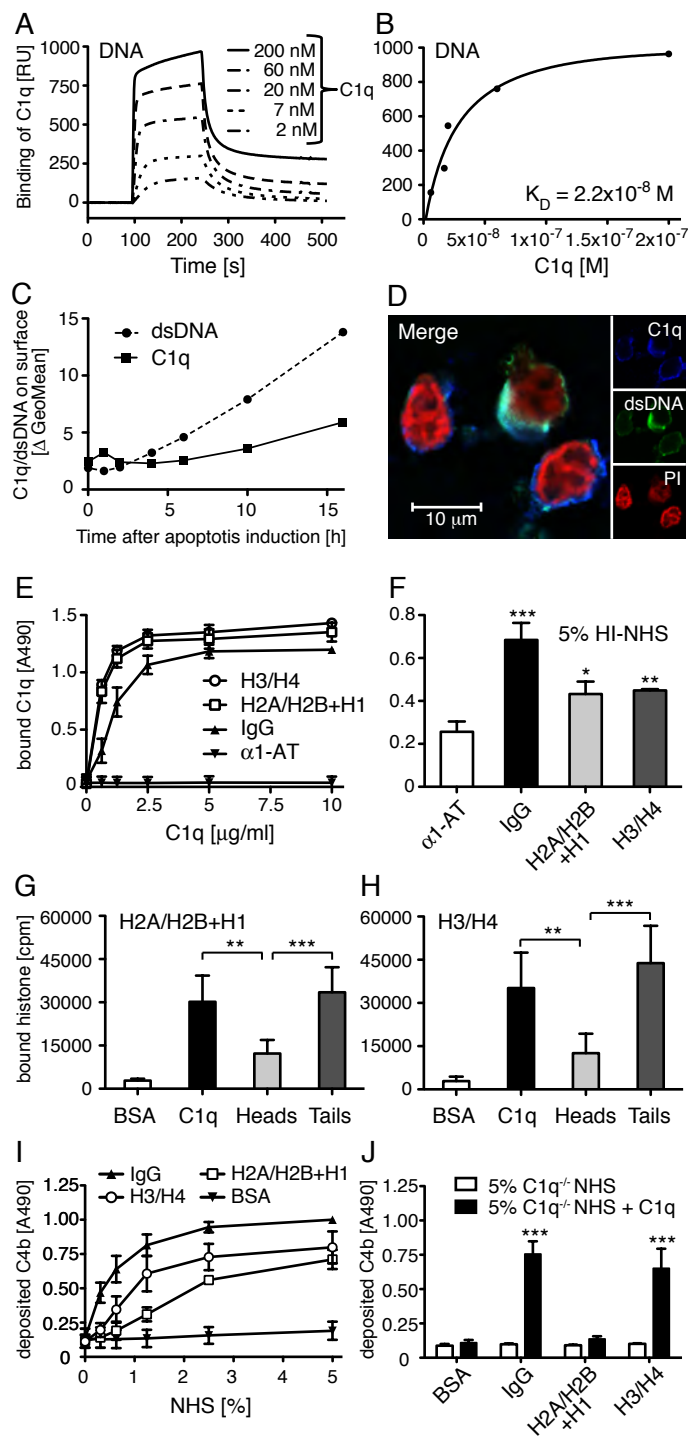 A
DNA
Binding of C1q [RU]
1000
750
500
250
0
200 nM
60 nM
20 nM
7 nM
2 nM
C1q
0 100 200 300 400 500
Time [s]
B
DNA
1000
800
600
400
200
0
K_D = 2.2x10^-8 M
5x10^-8 1x10^-7 1.5x10^-7 2x10^-7
C1q [M]
C
C1q/dsDNA on surface
[Δ GeoMean]
15
10
5
0
dsDNA
C1q
0 5 10 15
Time after apoptotis induction [h]
D
Merge
10 μm
C1q
dsDNA
PI
E
bound C1q [A490]
1.5
1.0
0.5
0
H3/H4
H2A/H2B+H1
IgG
α1-AT
0 2.5 5 7.5 10
C1q [μg/ml]
F
5% HI-NHS
0.8
0.6
0.4
0.2
0
*** * **
α1-AT IgG H2A/H2B+H1 H3/H4
G
H2A/H2B+H1
bound histone [cpm]
60000
45000
30000
15000
0
** ***
BSA C1q Heads Tails
H
H3/H4
60000
45000
30000
15000
0
** ***
BSA C1q Heads Tails
I
IgG
H3/H4
H2A/H2B+H1
BSA
deposited C4b [A490]
1.25
1.00
0.75
0.50
0.25
0
0 1 2 3 4 5
NHS [%]
J
5% C1q^-/- NHS
5% C1q^-/- NHS + C1q
deposited C4b [A490]
1.25
1.00
0.75
0.50
0.25
0
*** ***
BSA IgG H2A/H2B+H1 H3/H4